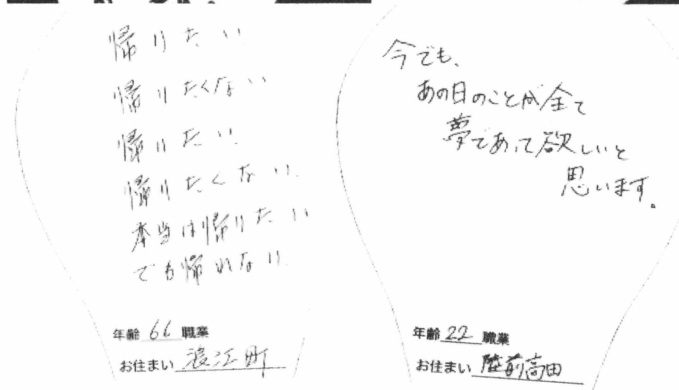 帰りたい
帰りたくない
帰りたい
帰りたくない
本当は帰りたい
でも帰れない
年齢 66 職業
お住まい 浪江町
今でも、
あの日のことが全て
夢であって欲しいと
思います。
年齢 22 職業
お住まい 陸前高田